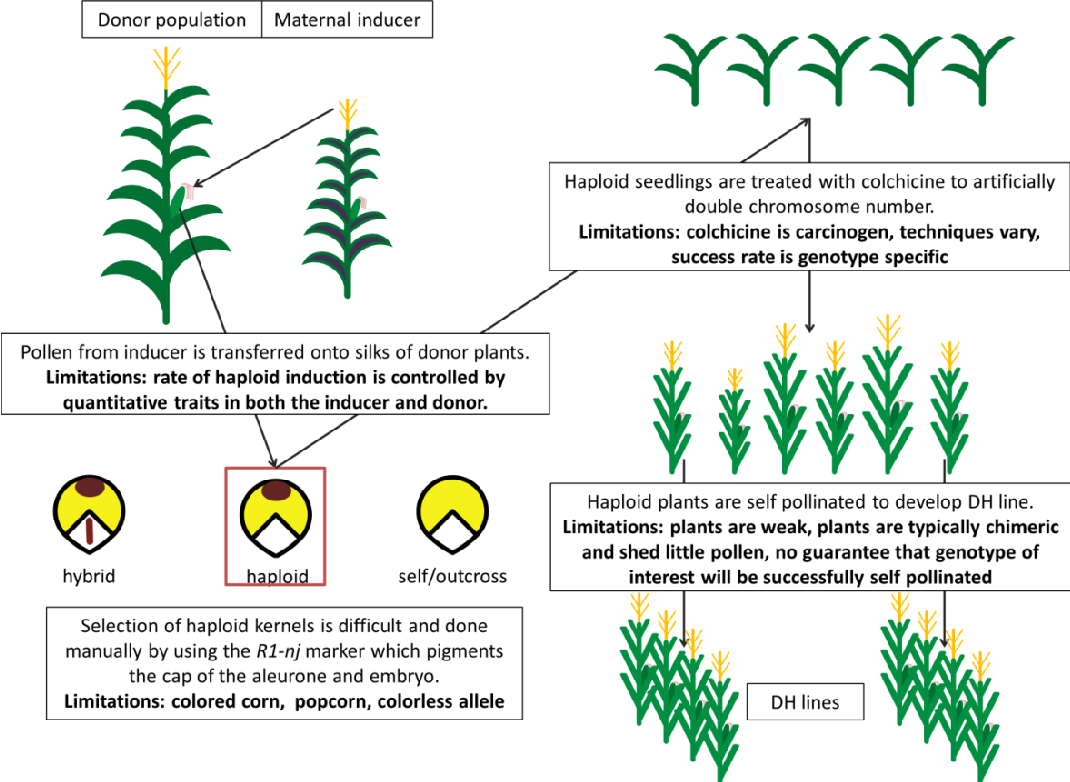 Donor population
Maternal inducer
Haploid seedlings are treated with colchicine to artificially
double chromosome number.
Limitations: colchicine is carcinogen, techniques vary,
success rate is genotype specific
Pollen from inducer is transferred onto silks of donor plants.
Limitations: rate of haploid induction is controlled by
quantitative traits in both the inducer and donor.
hybrid
haploid
self/outcross
Haploid plants are self pollinated to develop DH line.
Limitations: plants are weak, plants are typically chimeric
and shed little pollen, no guarantee that genotype of
interest will be successfully self pollinated
Selection of haploid kernels is difficult and done
manually by using the R1-nj marker which pigments
the cap of the aleurone and embryo.
Limitations: colored corn, popcorn, colorless allele
DH lines